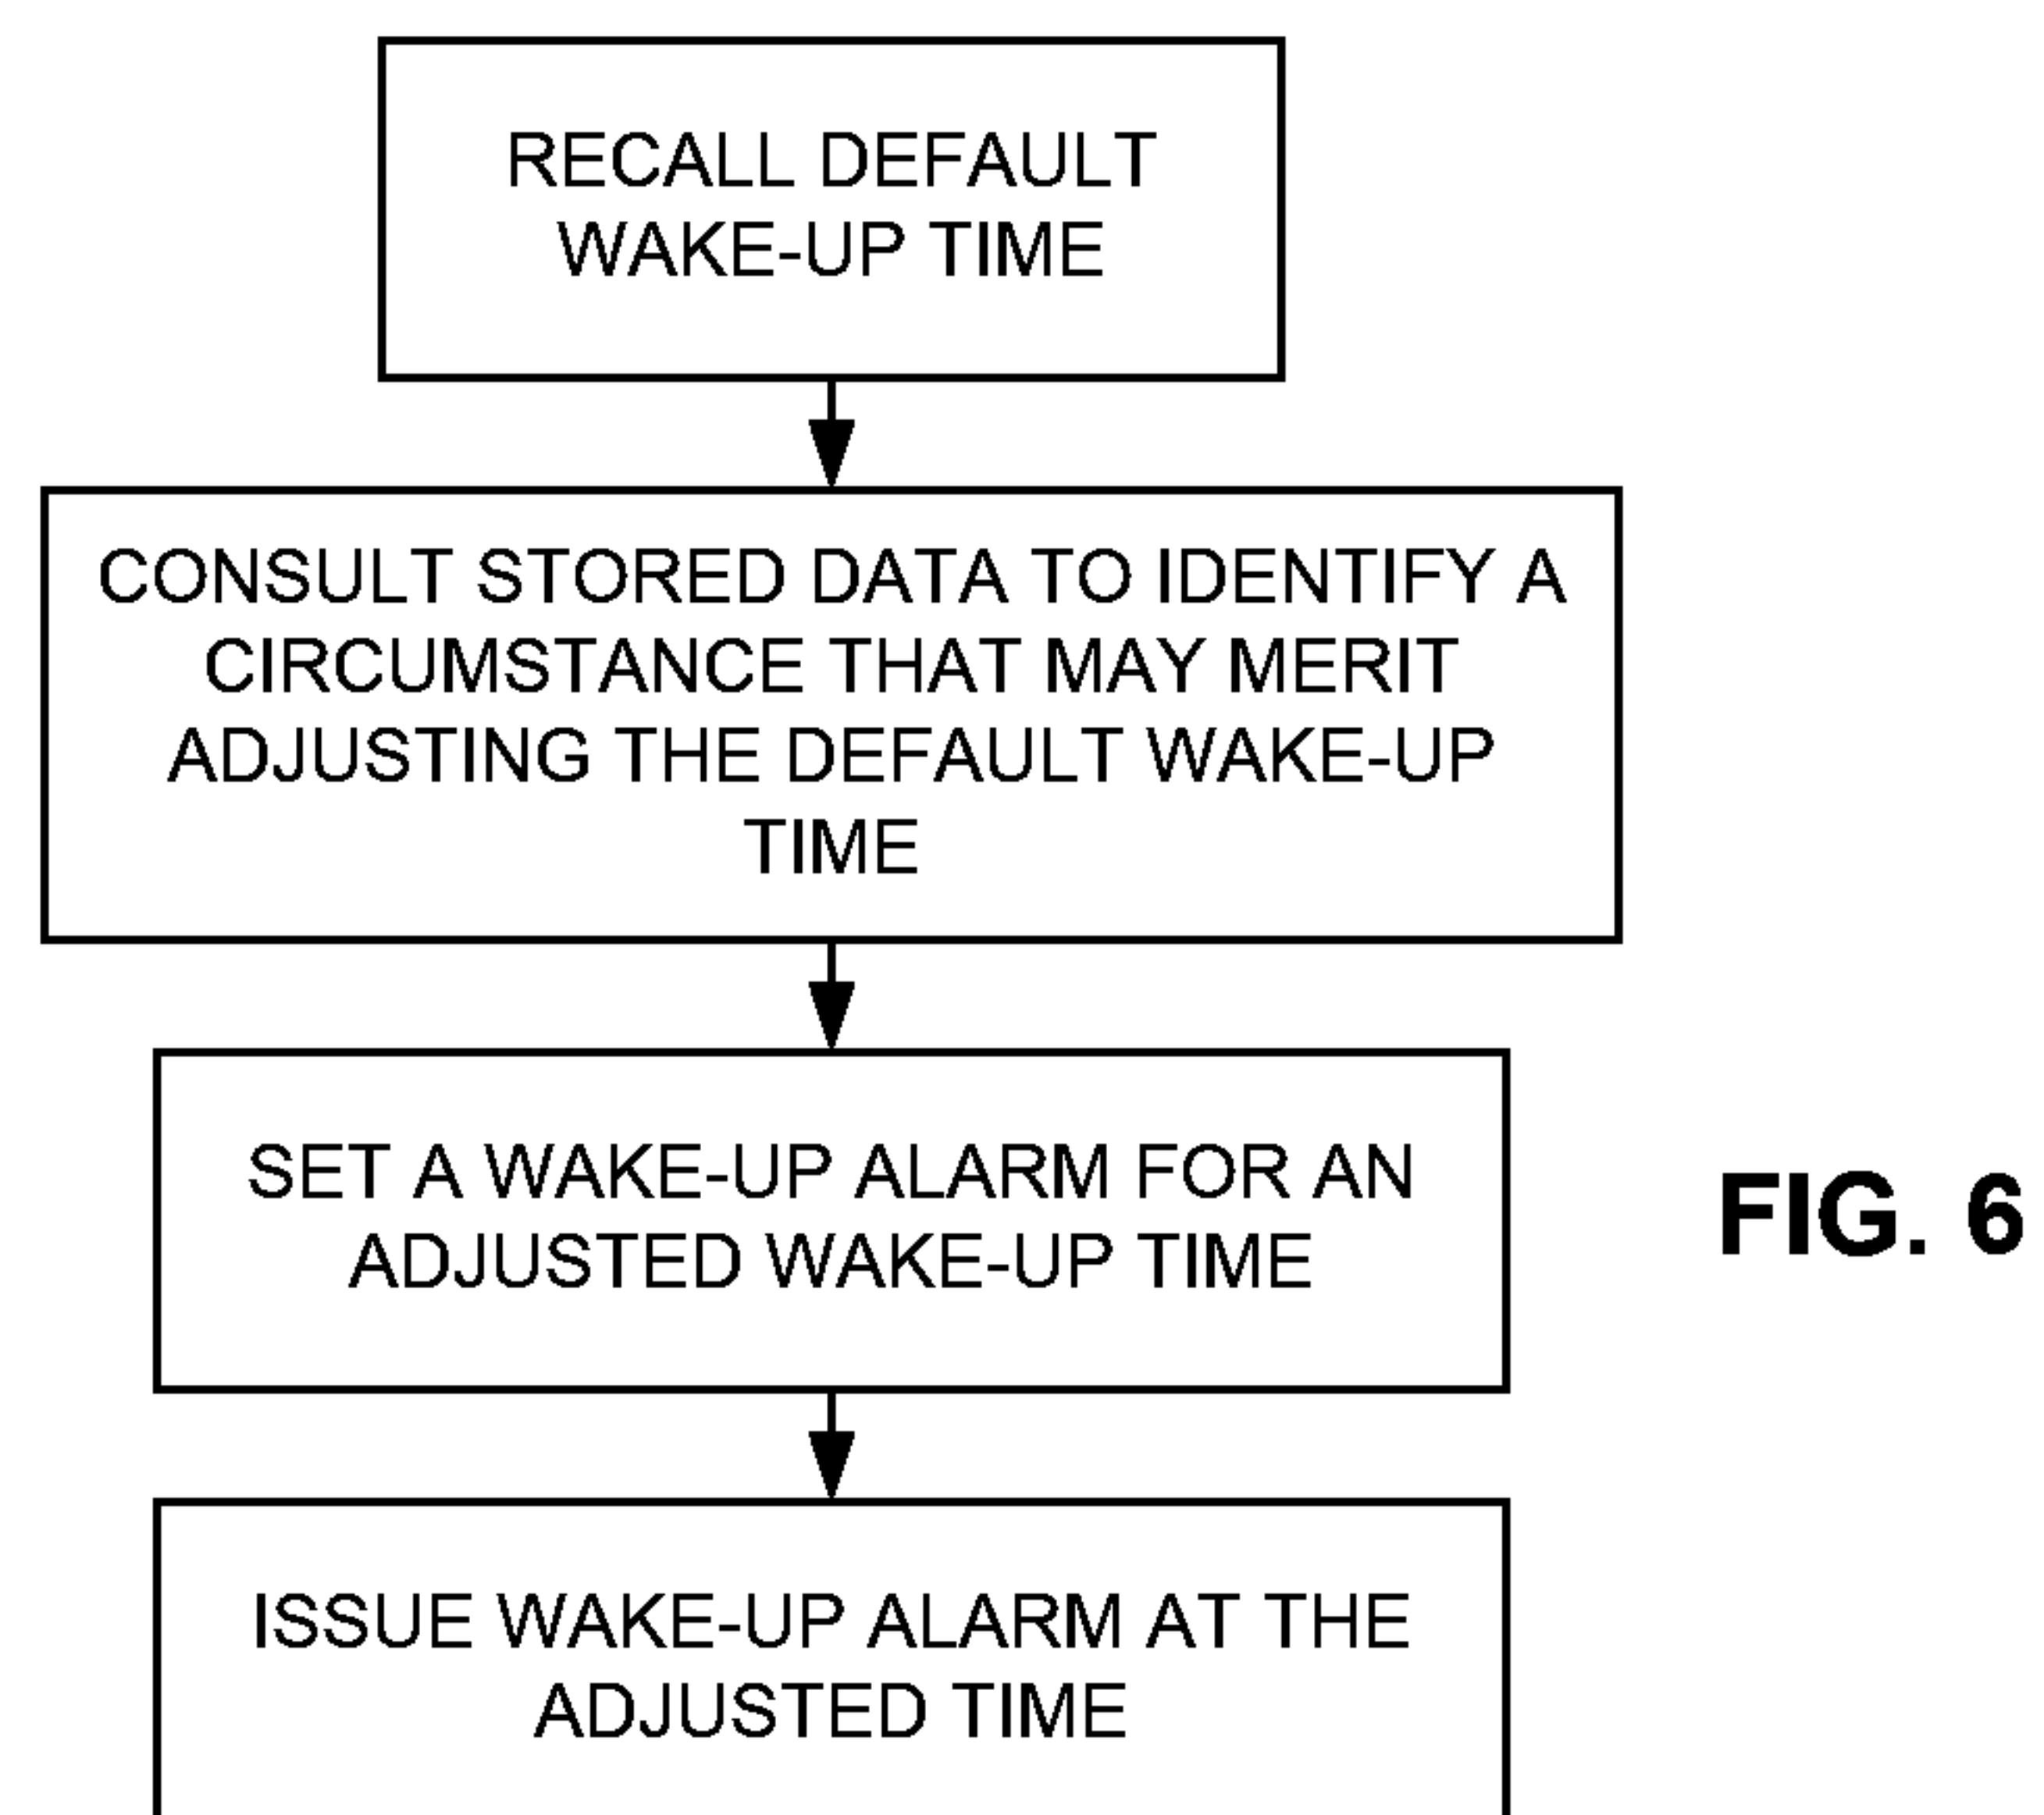 RECALL DEFAULT
WAKE-UP TIME
CONSULT STORED DATA TO IDENTIFY A
CIRCUMSTANCE THAT MAY MERIT
ADJUSTING THE DEFAULT WAKE-UP
TIME
SET A WAKE-UP ALARM FOR AN
ADJUSTED WAKE-UP TIME
FIG. 6
ISSUE WAKE-UP ALARM AT THE
ADJUSTED TIME